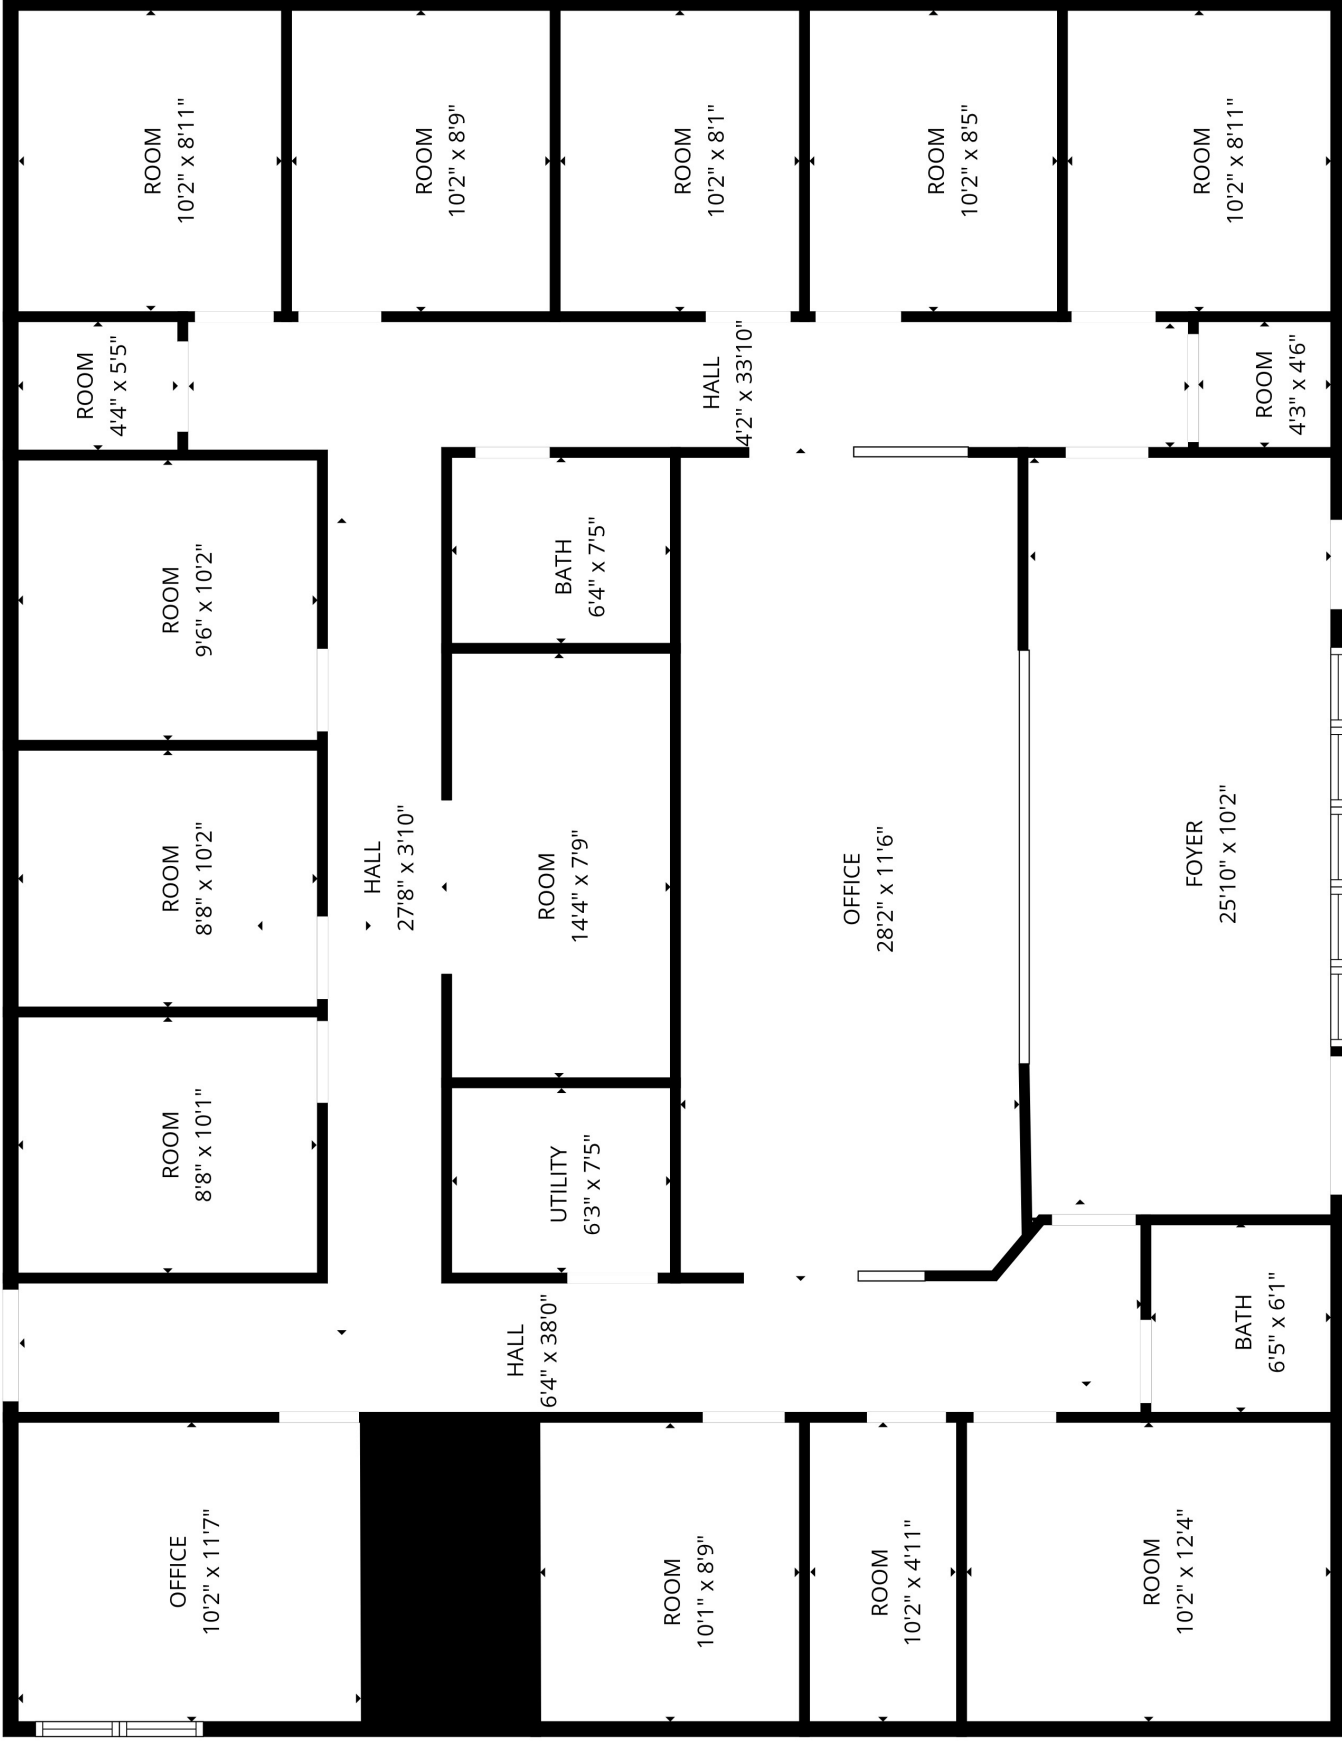 ROOM
10'2" x 8'11"
ROOM
10'2" x 8'9"
ROOM
10'2" x 8'1"
ROOM
10'2" x 8'5"
ROOM
10'2" x 8'11"
ROOM
4'4" x 5'5"
HALL
4'2" x 33'10"
ROOM
4'3" x 4'6"
ROOM
9'6" x 10'2"
BATH
6'4" x 7'5"
ROOM
8'8" x 10'2"
HALL
27'8" x 3'10"
ROOM
14'4" x 7'9"
OFFICE
28'2" x 11'6"
FOYER
25'10" x 10'2"
ROOM
8'8" x 10'1"
UTILITY
6'3" x 7'5"
HALL
6'4" x 38'0"
BATH
6'5" x 6'1"
OFFICE
10'2" x 11'7"
ROOM
10'1" x 8'9"
ROOM
10'2" x 4'11"
ROOM
10'2" x 12'4"